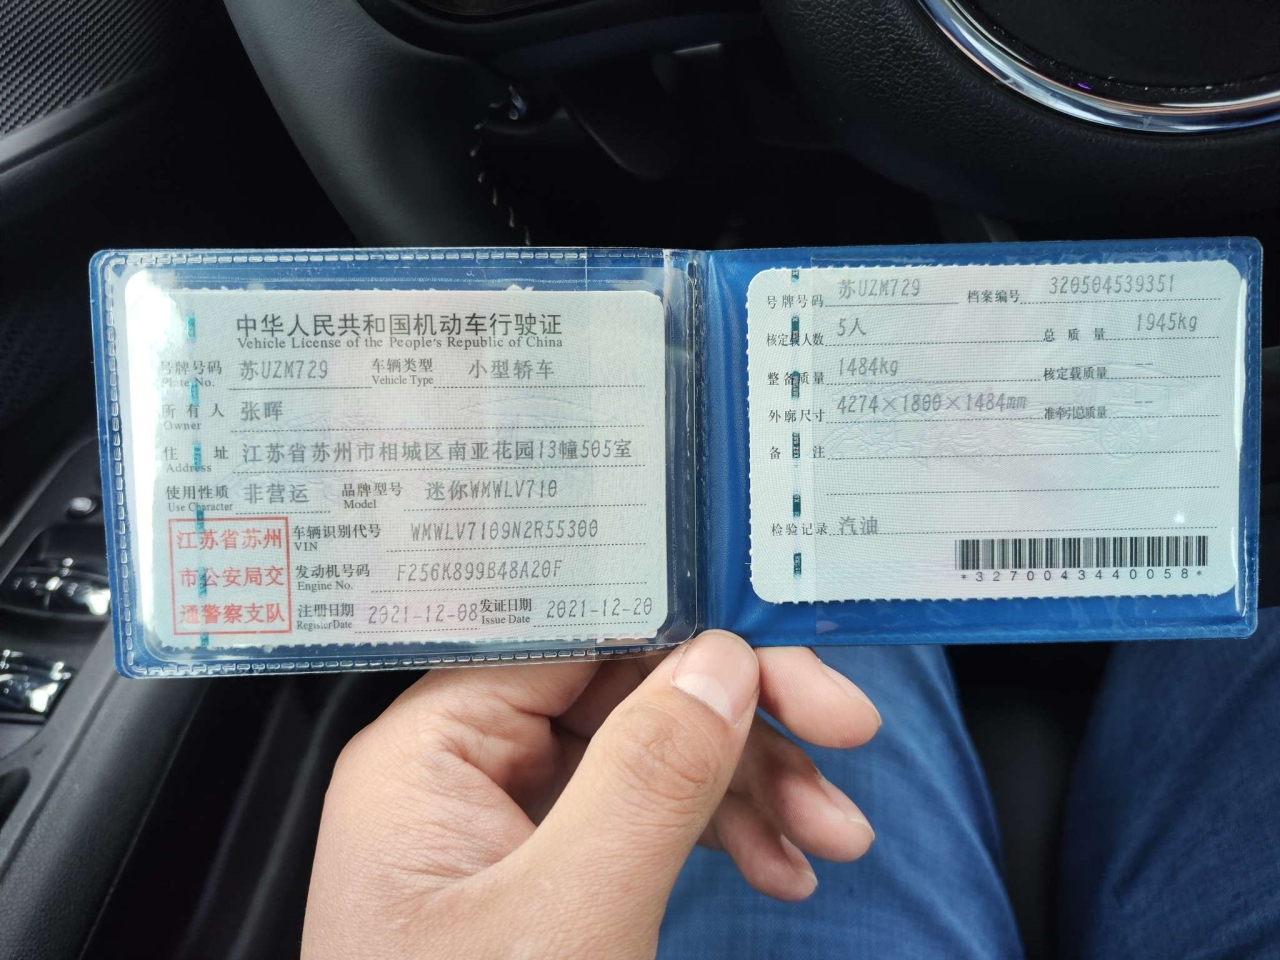 中华人民共和国机动车行驶证
Vehicle License of the People's Republic of China
号牌号码 苏UZM729 车辆类型 小型轿车
Plate No. Vehicle Type
所有人 张晖
Owner
住址 江苏省苏州市相城区南亚花园13幢505室
Address
使用性质 非营运 品牌型号 迷你WMWLV710
Use Character Model
江苏省苏州
市公安局交
通警察支队
车辆识别代号 WMWLV7109N2R55300
VIN
发动机号码 F256K899B48A20F
Engine No.
注册日期 2021-12-08 发证日期 2021-12-20
Register Date Issue Date
号牌号码 苏UZM729 档案编号 320504539351
核定载人数 5人 总质量 1945kg
整备质量 1484kg 核定载质量 --
外廓尺寸 4274×1800×1484mm 准牵引总质量 --
备注
检验记录 汽油
*3270043440058*